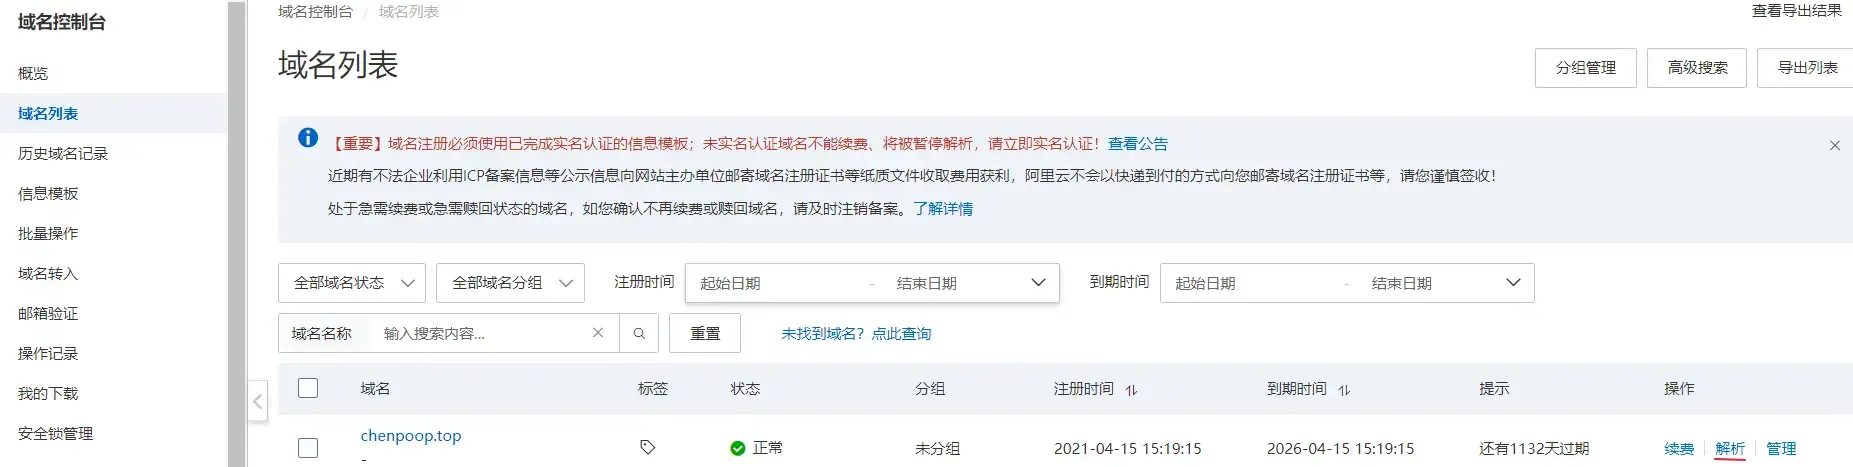 域名控制台
概览
域名列表
历史域名记录
信息模板
批量操作
域名转入
邮箱验证
操作记录
我的下载
安全锁管理
域名控制台 / 域名列表
查看导出结果
域名列表
分组管理 高级搜索 导出列表
【重要】域名注册必须使用已完成实名认证的信息模板；未实名认证域名不能续费、将被暂停解析，请立即实名认证！查看公告
近期有不法企业利用ICP备案信息等公示信息向网站主办单位邮寄域名注册证书等纸质文件收取费用获利，阿里云不会以快递到付的方式向您邮寄域名注册证书等，请您谨慎签收！
处于急需续费或急需赎回状态的域名，如您确认不再续费或赎回域名，请及时注销备案。了解详情
全部域名状态 全部域名分组 注册时间 起始日期 - 结束日期 到期时间 起始日期 - 结束日期
域名名称 输入搜索内容... 重置 未找到域名？点此查询
域名 标签 状态 分组 注册时间 到期时间 提示 操作
chenpoop.top 正常 未分组 2021-04-15 15:19:15 2026-04-15 15:19:15 还有1132天过期 续费 解析 管理
-